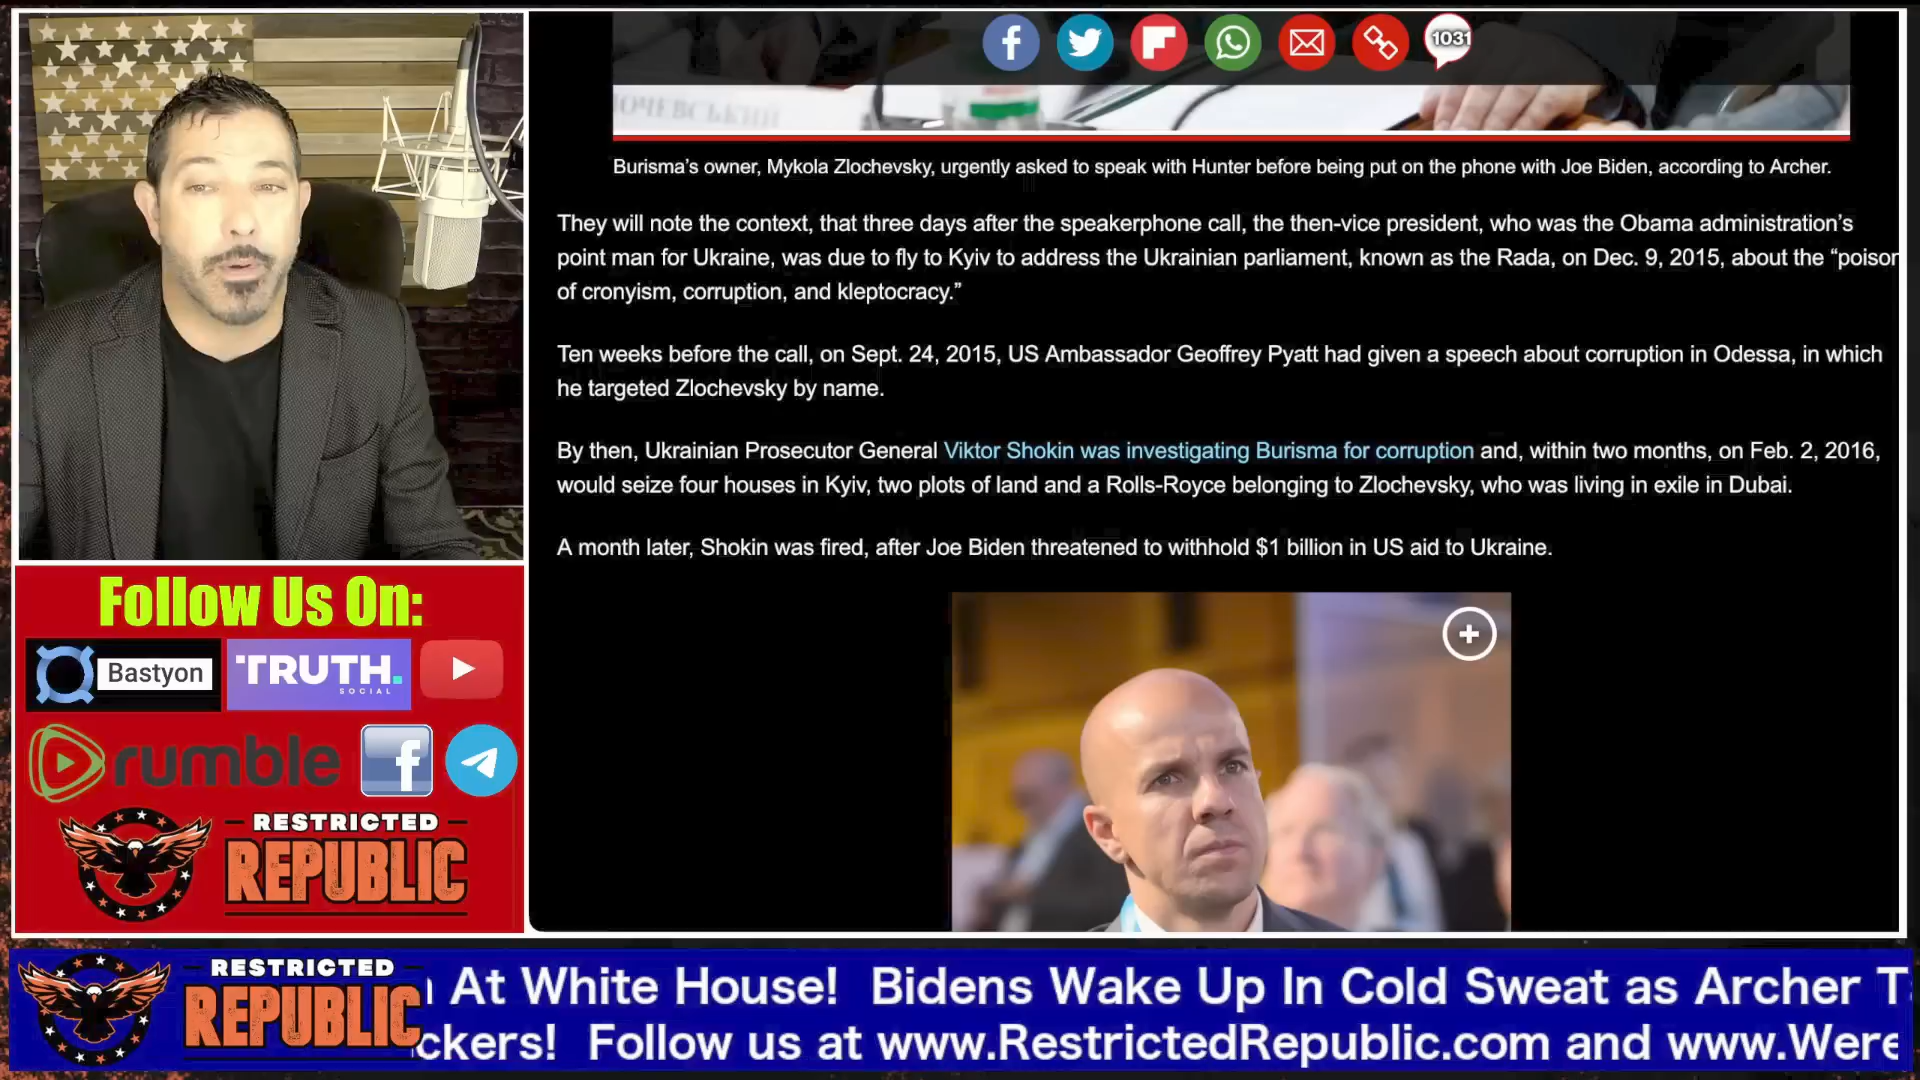 1031
ЛОЧЕВСЬКИЙ
Burisma's owner, Mykola Zlochevsky, urgently asked to speak with Hunter before being put on the phone with Joe Biden, according to Archer.
They will note the context, that three days after the speakerphone call, the then-vice president, who was the Obama administration's
point man for Ukraine, was due to fly to Kyiv to address the Ukrainian parliament, known as the Rada, on Dec. 9, 2015, about the “poison
of cronyism, corruption, and kleptocracy.”
Ten weeks before the call, on Sept. 24, 2015, US Ambassador Geoffrey Pyatt had given a speech about corruption in Odessa, in which
he targeted Zlochevsky by name.
By then, Ukrainian Prosecutor General Viktor Shokin was investigating Burisma for corruption and, within two months, on Feb. 2, 2016,
would seize four houses in Kyiv, two plots of land and a Rolls-Royce belonging to Zlochevsky, who was living in exile in Dubai.
A month later, Shokin was fired, after Joe Biden threatened to withhold $1 billion in US aid to Ukraine.
Follow Us On:
Bastyon
TRUTH.
SOCIAL
rumble
RESTRICTED
REPUBLIC
RESTRICTED
REPUBLIC
At White House! Bidens Wake Up In Cold Sweat as Archer T
ckers! Follow us at www.RestrictedRepublic.com and www.Were